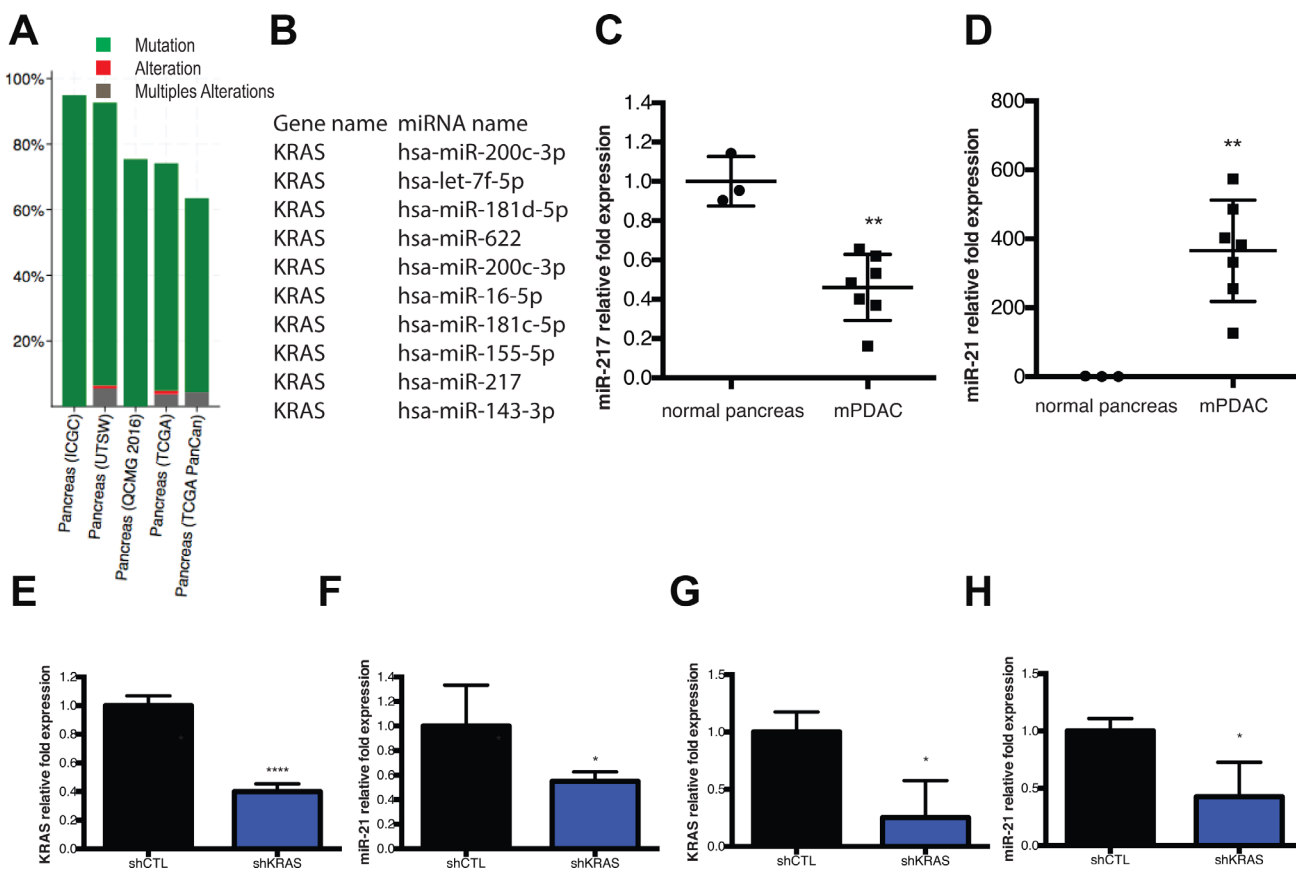 A
Mutation
Alteration
Multiples Alterations
100%
80%
60%
40%
20%
Pancreas (ICGC)
Pancreas (UTSW)
Pancreas (QCMG 2016)
Pancreas (TCGA)
Pancreas (TCGA PanCan)
B
Gene name miRNA name
KRAS hsa-miR-200c-3p
KRAS hsa-let-7f-5p
KRAS hsa-miR-181d-5p
KRAS hsa-miR-622
KRAS hsa-miR-200c-3p
KRAS hsa-miR-16-5p
KRAS hsa-miR-181c-5p
KRAS hsa-miR-155-5p
KRAS hsa-miR-217
KRAS hsa-miR-143-3p
C
miR-217 relative fold expression
1.4
1.2
1.0
0.8
0.6
0.4
0.2
0.0
**
normal pancreas mPDAC
D
miR-21 relative fold expression
800
600
400
200
0
**
normal pancreas mPDAC
E
KRAS relative fold expression
1.2
1.0
0.8
0.6
0.4
0.2
0.0
****
shCTL shKRAS
F
miR-21 relative fold expression
1.4
1.2
1.0
0.8
0.6
0.4
0.2
0.0
*
shCTL shKRAS
G
KRAS relative fold expression
1.5
1.0
0.5
0.0
*
shCTL shKRAS
H
miR-21 relative fold expression
1.5
1.0
0.5
0.0
*
shCTL shKRAS